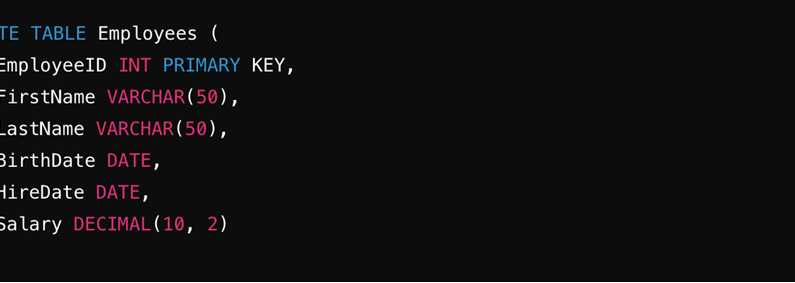 TE TABLE Employees (
EmployeeID INT PRIMARY KEY,
FirstName VARCHAR(50),
LastName VARCHAR(50),
BirthDate DATE,
HireDate DATE,
Salary DECIMAL(10, 2)